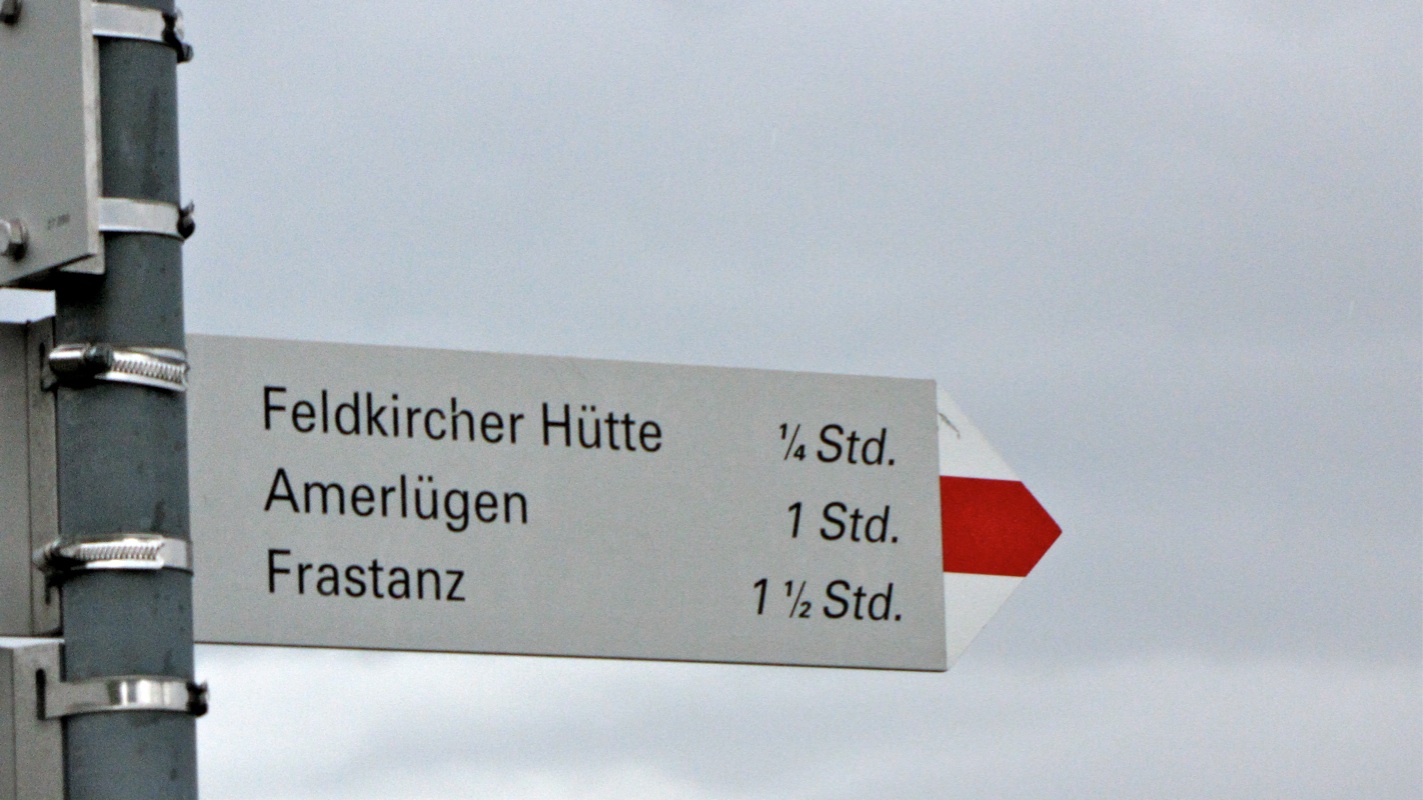 Feldkircher Hütte ¼ Std.
Amerlügen 1 Std.
Frastanz 1 ½ Std.